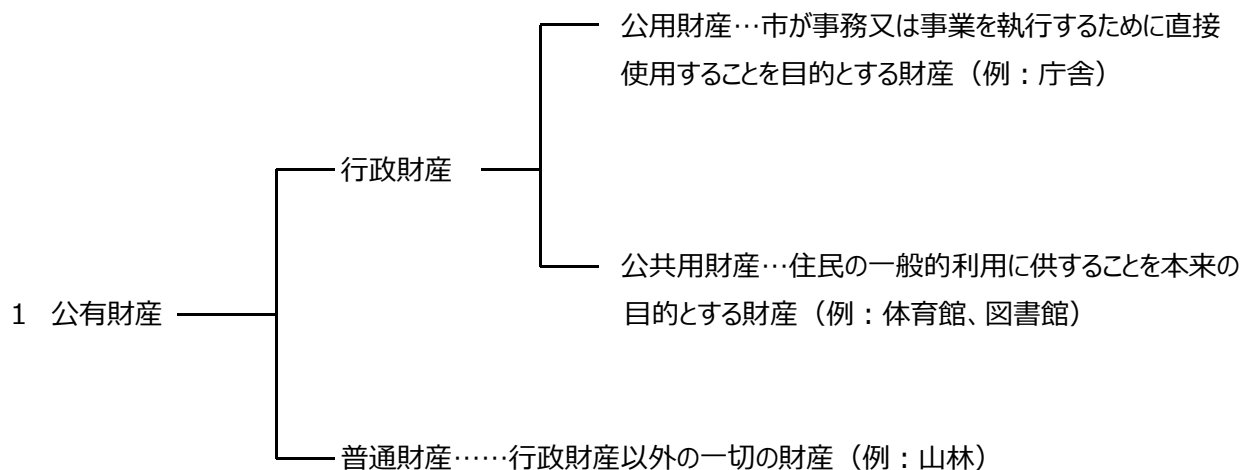 公用財産…市が事務又は事業を執行するために直接
使用することを目的とする財産（例：庁舎）
行政財産
公共用財産…住民の一般的利用に供することを本来の
1 公有財産
目的とする財産（例：体育館、図書館）
普通財産……行政財産以外の一切の財産（例：山林）